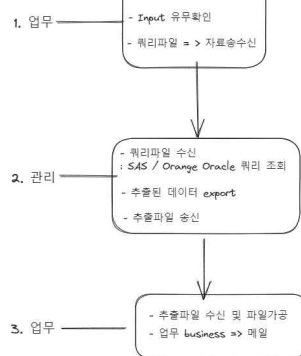 1. 업무
- Input 유무확인
- 쿼리파일 = > 자료송수신
2. 관리
- 쿼리파일 수신
: SAS / Orange Oracle 쿼리 조회
- 추출된 데이터 export
- 추출파일 송신
3. 업무
- 추출파일 수신 및 파일가공
- 업무 business => 메일